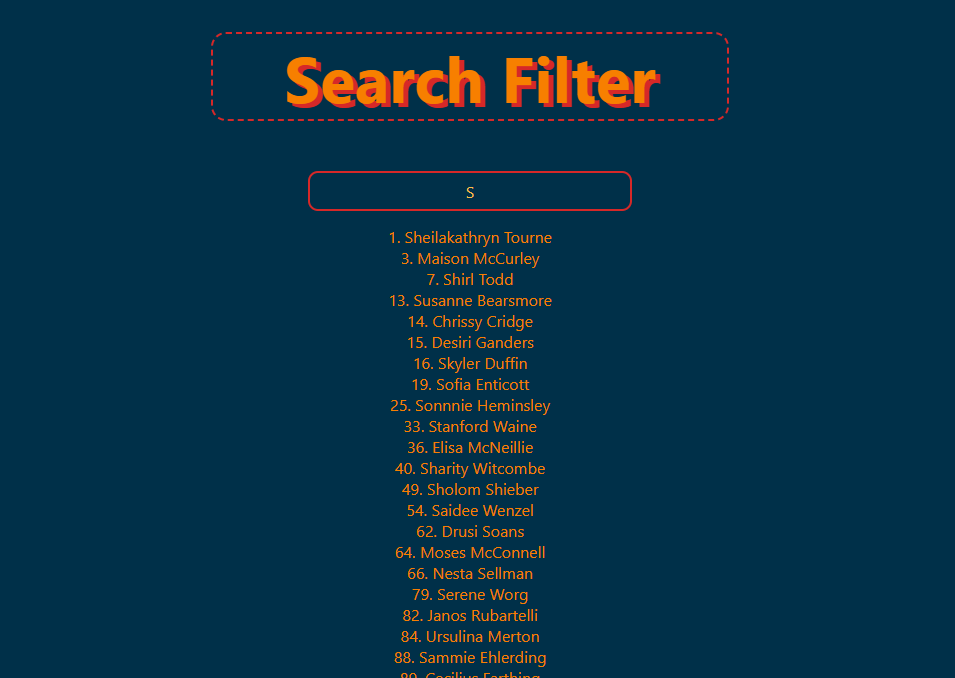 Search Filter
S
1. Sheilakathryn Tourne
3. Maison McCurley
7. Shirl Todd
13. Susanne Bearsmore
14. Chrissy Cridge
15. Desiri Ganders
16. Skyler Duffin
19. Sofia Enticott
25. Sonnnie Heminsley
33. Stanford Waine
36. Elisa McNeillie
40. Sharity Witcombe
49. Sholom Shieber
54. Saidee Wenzel
62. Drusi Soans
64. Moses McConnell
66. Nesta Sellman
79. Serene Worg
82. Janos Rubartelli
84. Ursulina Merton
88. Sammie Ehlerding